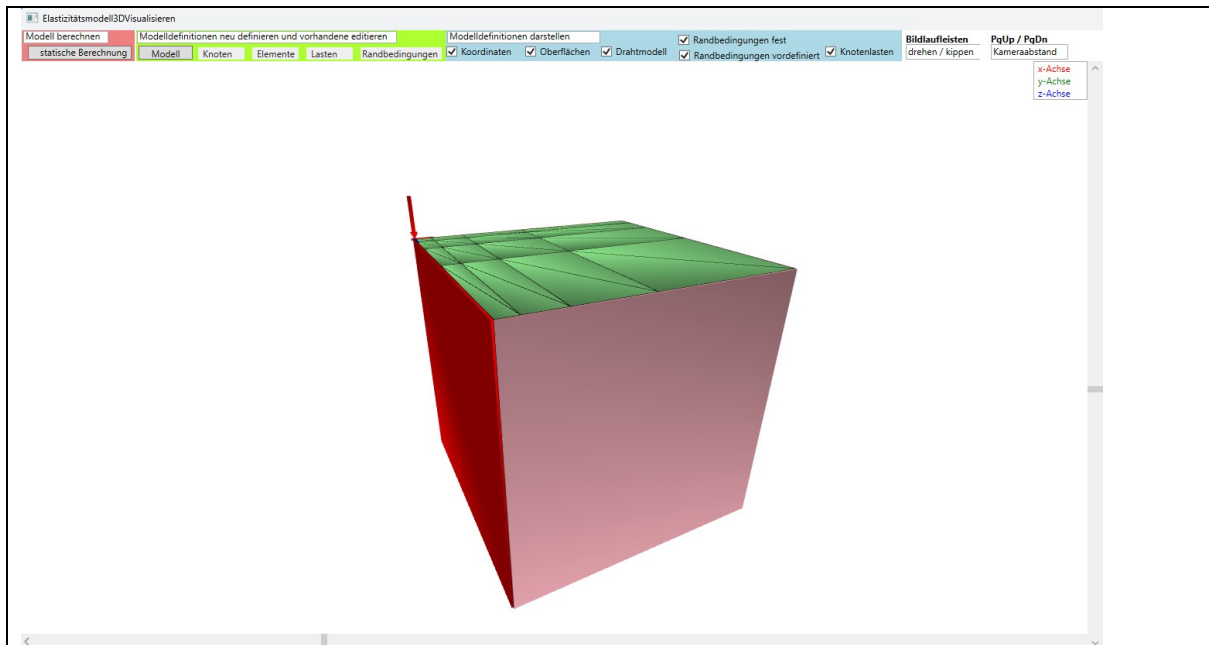 Elastizitätsmodell3DVisualisieren
Modell berechnen
statische Berechnung
Modelldefinitionen neu definieren und vorhandene editieren
Modell Knoten Elemente Lasten Randbedingungen
Modelldefinitionen darstellen
Koordinaten Oberflächen Drahtmodell
Randbedingungen fest
Randbedingungen vordefiniert Knotenlasten
Bildlaufleisten PgUp / PgDn
drehen / kippen Kameraabstand
x-Achse
y-Achse
z-Achse